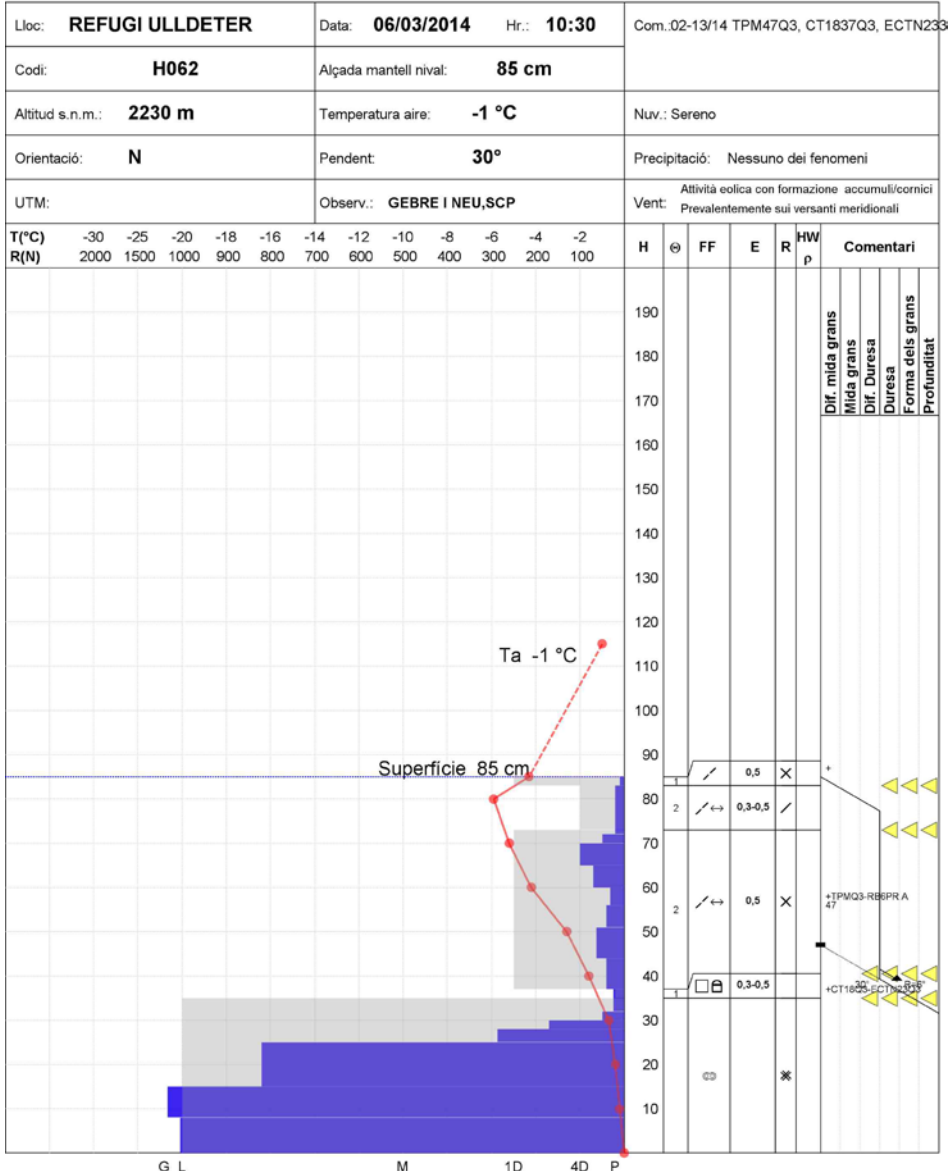 Lloc: REFUGI ULLDETER Data: 06/03/2014 Hr.: 10:30 Com.:02-13/14 TPM47Q3, CT1837Q3, ECTN233
Codi: H062 Alçada mantell nival: 85 cm
Altitud s.n.m.: 2230 m Temperatura aire: -1 °C Nuv.: Sereno
Orientació: N Pendent: 30° Precipitació: Nessuno dei fenomeni
UTM: Observ.: GEBRE I NEU,SCP Vent: Attività eolica con formazione accumuli/cornici
Prevalentemente sui versanti meridionali
T(°C) -30 -25 -20 -18 -16 -14 -12 -10 -8 -6 -4 -2
R(N) 2000 1500 1000 900 800 700 600 500 400 300 200 100
H Θ FF E R HW ρ Comentari
Dif. mida grans
Mida grans
Dif. Duresa
Duresa
Forma dels grans
Profunditat
190
180
170
160
150
140
130
120
Ta -1 °C
110
100
90
Superfície 85 cm
1 0,5 +
80
2 0,3-0,5
70
60
+TPMQ3-RB6PR A
47
2 0,5
50
40
1 0,3-0,5 +CT18Q3-ECTN23Q3 30°
30
20
10
G L M 1D 4D P